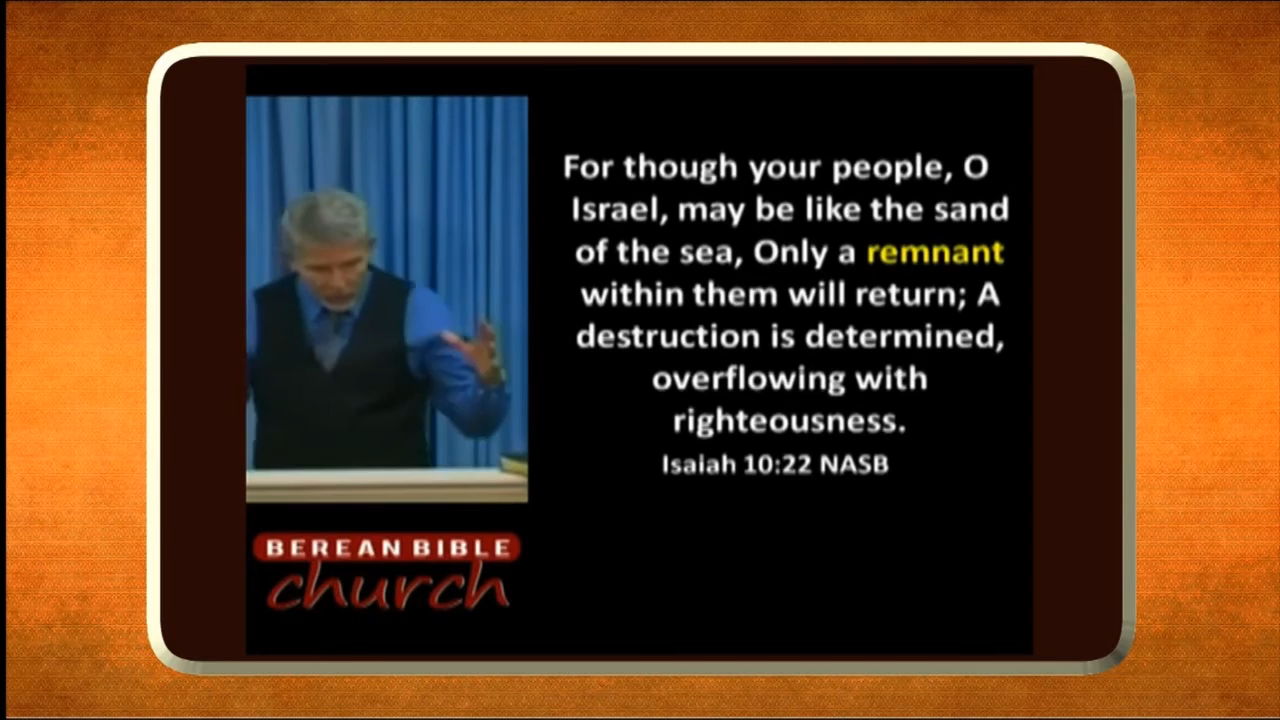 For though your people, O
Israel, may be like the sand
of the sea, Only a remnant
within them will return; A
destruction is determined,
overflowing with
righteousness.
Isaiah 10:22 NASB
BEREAN BIBLE
church